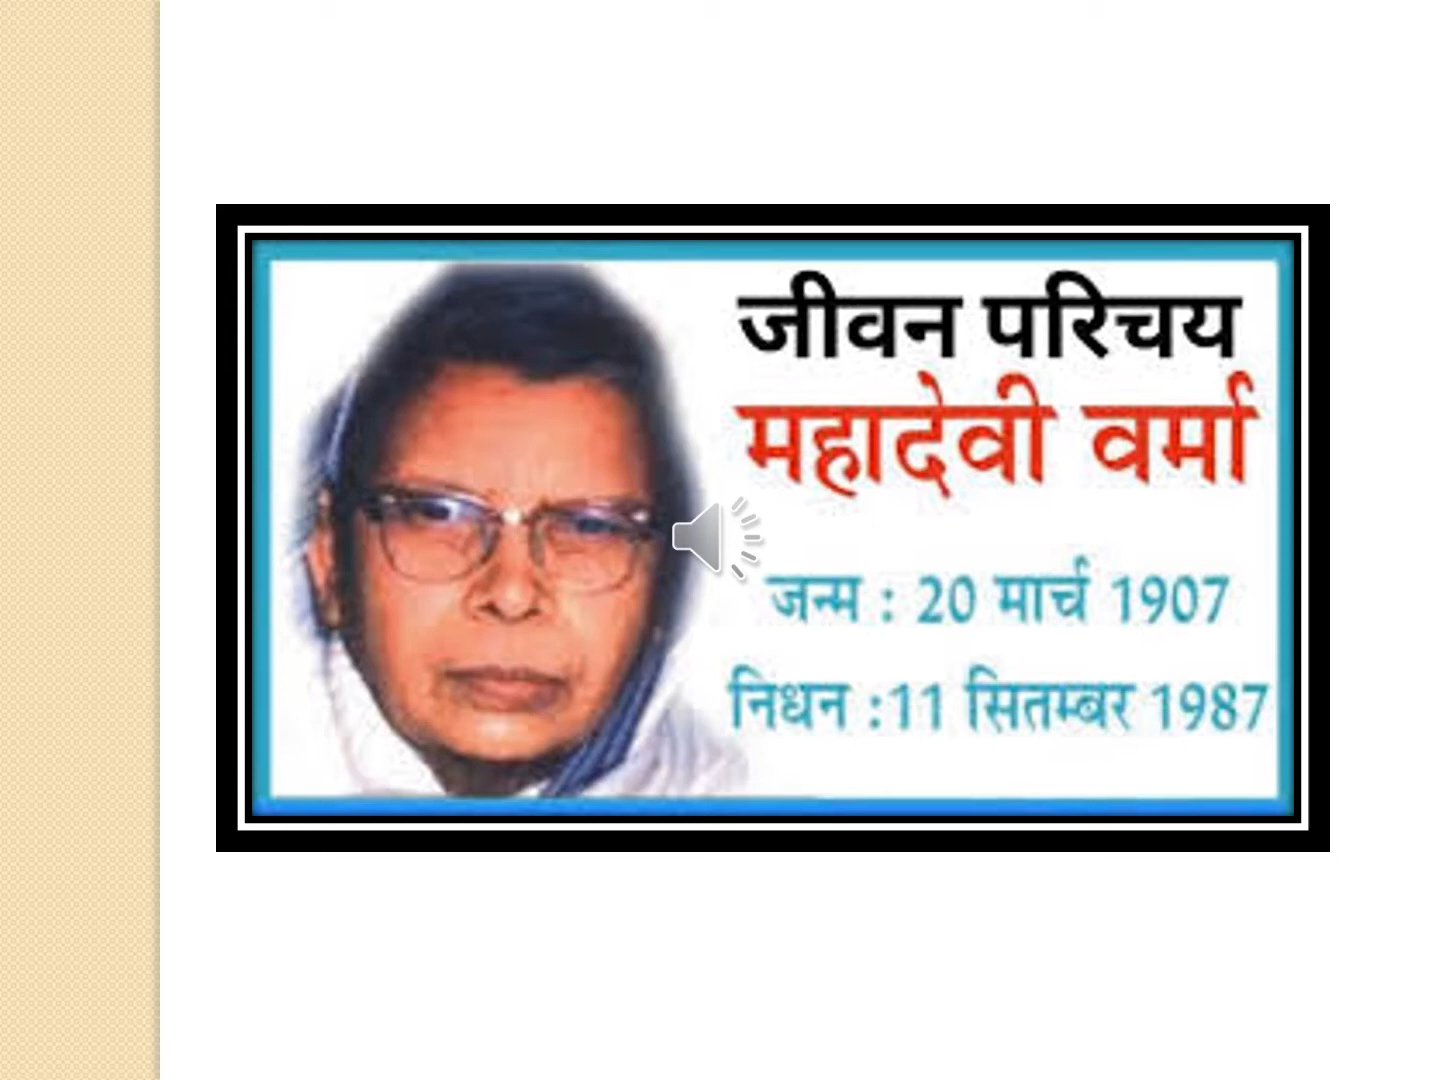 जीवन परिचय
महादेवी वर्मा
जन्म : 20 मार्च 1907
निधन :11 सितम्बर 1987